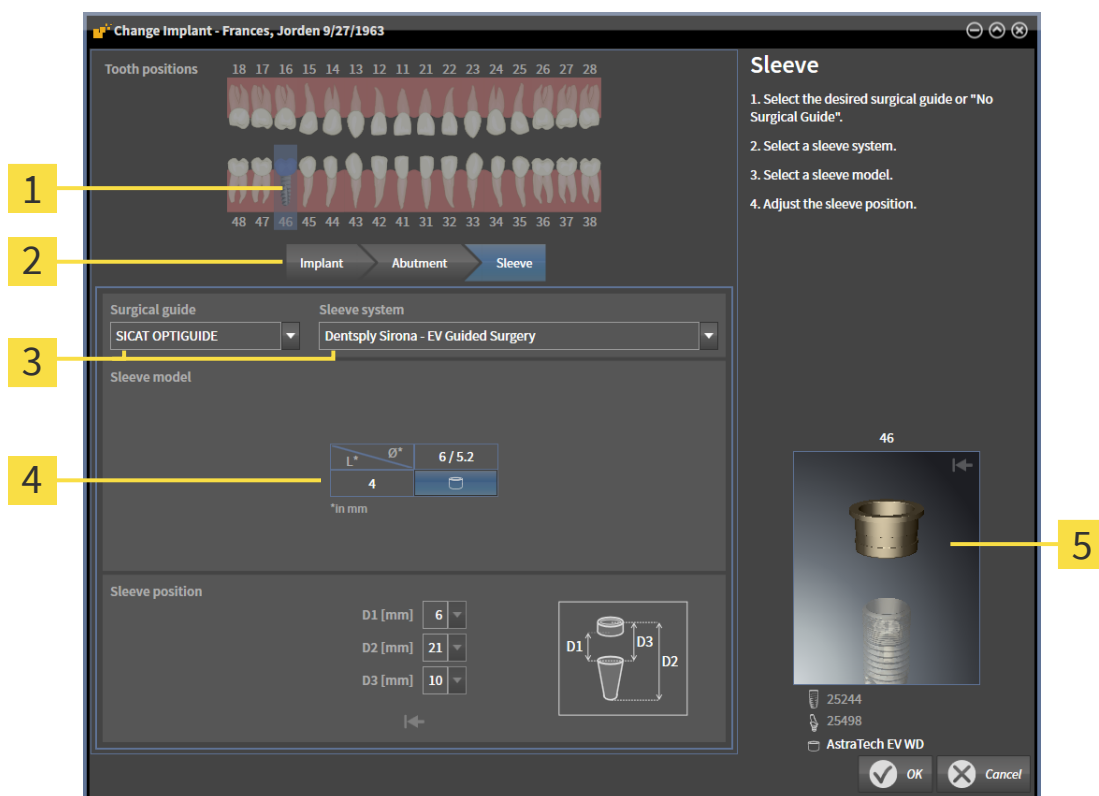 Change Implant - Frances, Jorden 9/27/1963
Tooth positions
18 17 16 15 14 13 12 11 21 22 23 24 25 26 27 28
1
48 47 46 45 44 43 42 41 31 32 33 34 35 36 37 38
2
Implant Abutment Sleeve
Surgical guide Sleeve system
SICAT OPTIGUIDE Dentsply Sirona - EV Guided Surgery
3
Sleeve model
L* Ø* 6 / 5.2
4
4
*in mm
Sleeve position
D1 [mm] 6
D2 [mm] 21
D3 [mm] 10
D1 D3
D2
Sleeve
1. Select the desired surgical guide or "No
Surgical Guide".
2. Select a sleeve system.
3. Select a sleeve model.
4. Adjust the sleeve position.
46
5
25244
25498
AstraTech EV WD
OK Cancel